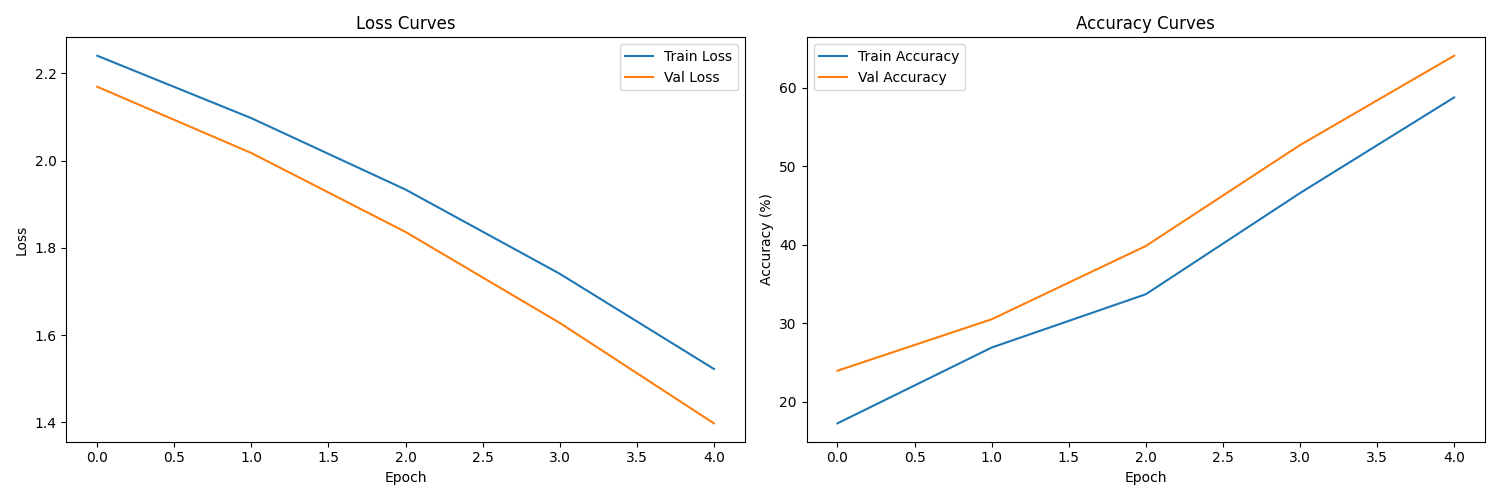 Loss Curves
Train Loss
Val Loss
2.2
2.0
1.8
1.6
1.4
Loss
0.0 0.5 1.0 1.5 2.0 2.5 3.0 3.5 4.0
Epoch
Accuracy Curves
Train Accuracy
Val Accuracy
60
50
40
30
20
Accuracy (%)
0.0 0.5 1.0 1.5 2.0 2.5 3.0 3.5 4.0
Epoch